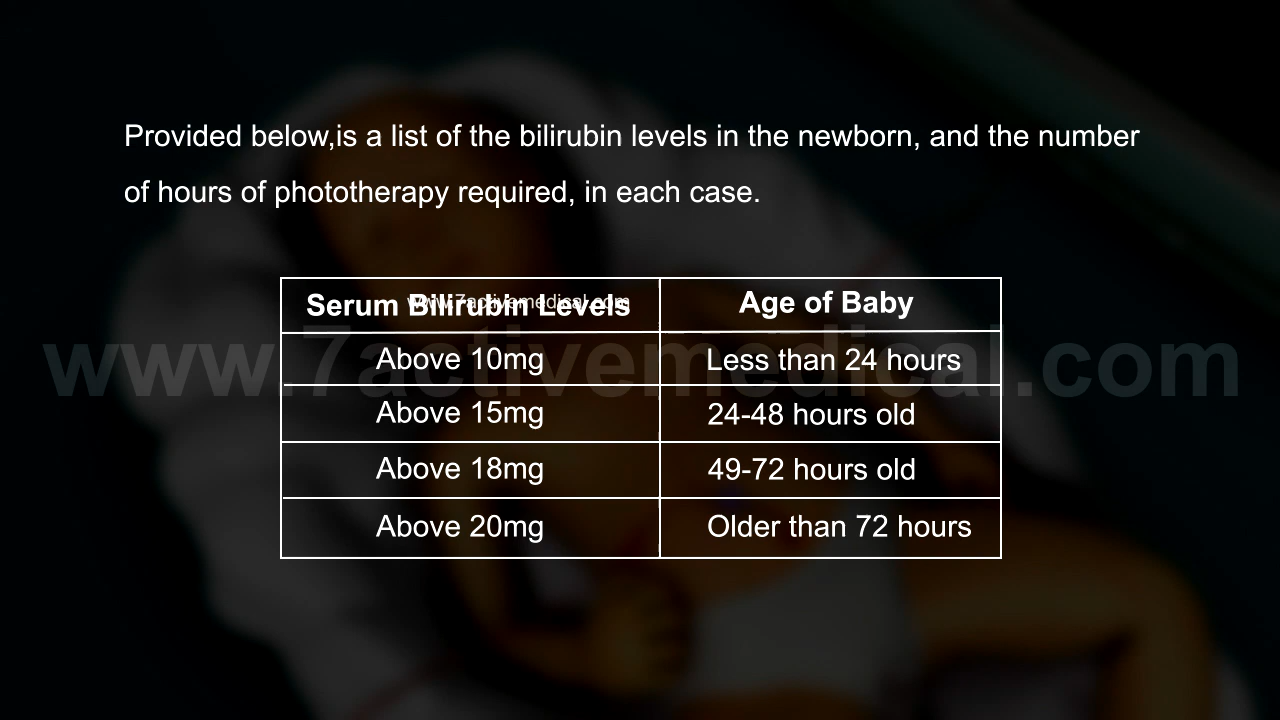 Provided below,is a list of the bilirubin levels in the newborn, and the number
of hours of phototherapy required, in each case.
Serum Bilirubin Levels Age of Baby
www.7activemedical.com
www.7activemedical.com
Above 10mg Less than 24 hours
Above 15mg 24-48 hours old
Above 18mg 49-72 hours old
Above 20mg Older than 72 hours